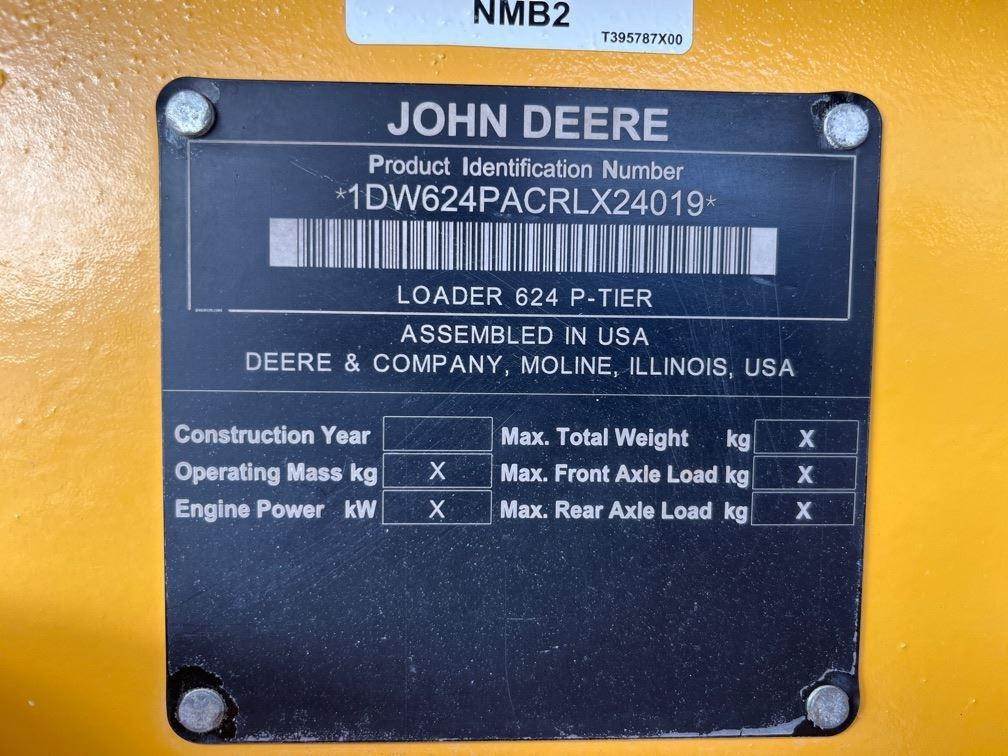 NMB2
T395787X00
JOHN DEERE
Product Identification Number
*1DW624PACRLX24019*
LOADER 624 P-TIER
ASSEMBLED IN USA
DEERE & COMPANY, MOLINE, ILLINOIS, USA
Construction Year Max. Total Weight kg X
Operating Mass kg X Max. Front Axle Load kg X
Engine Power kW X Max. Rear Axle Load kg X